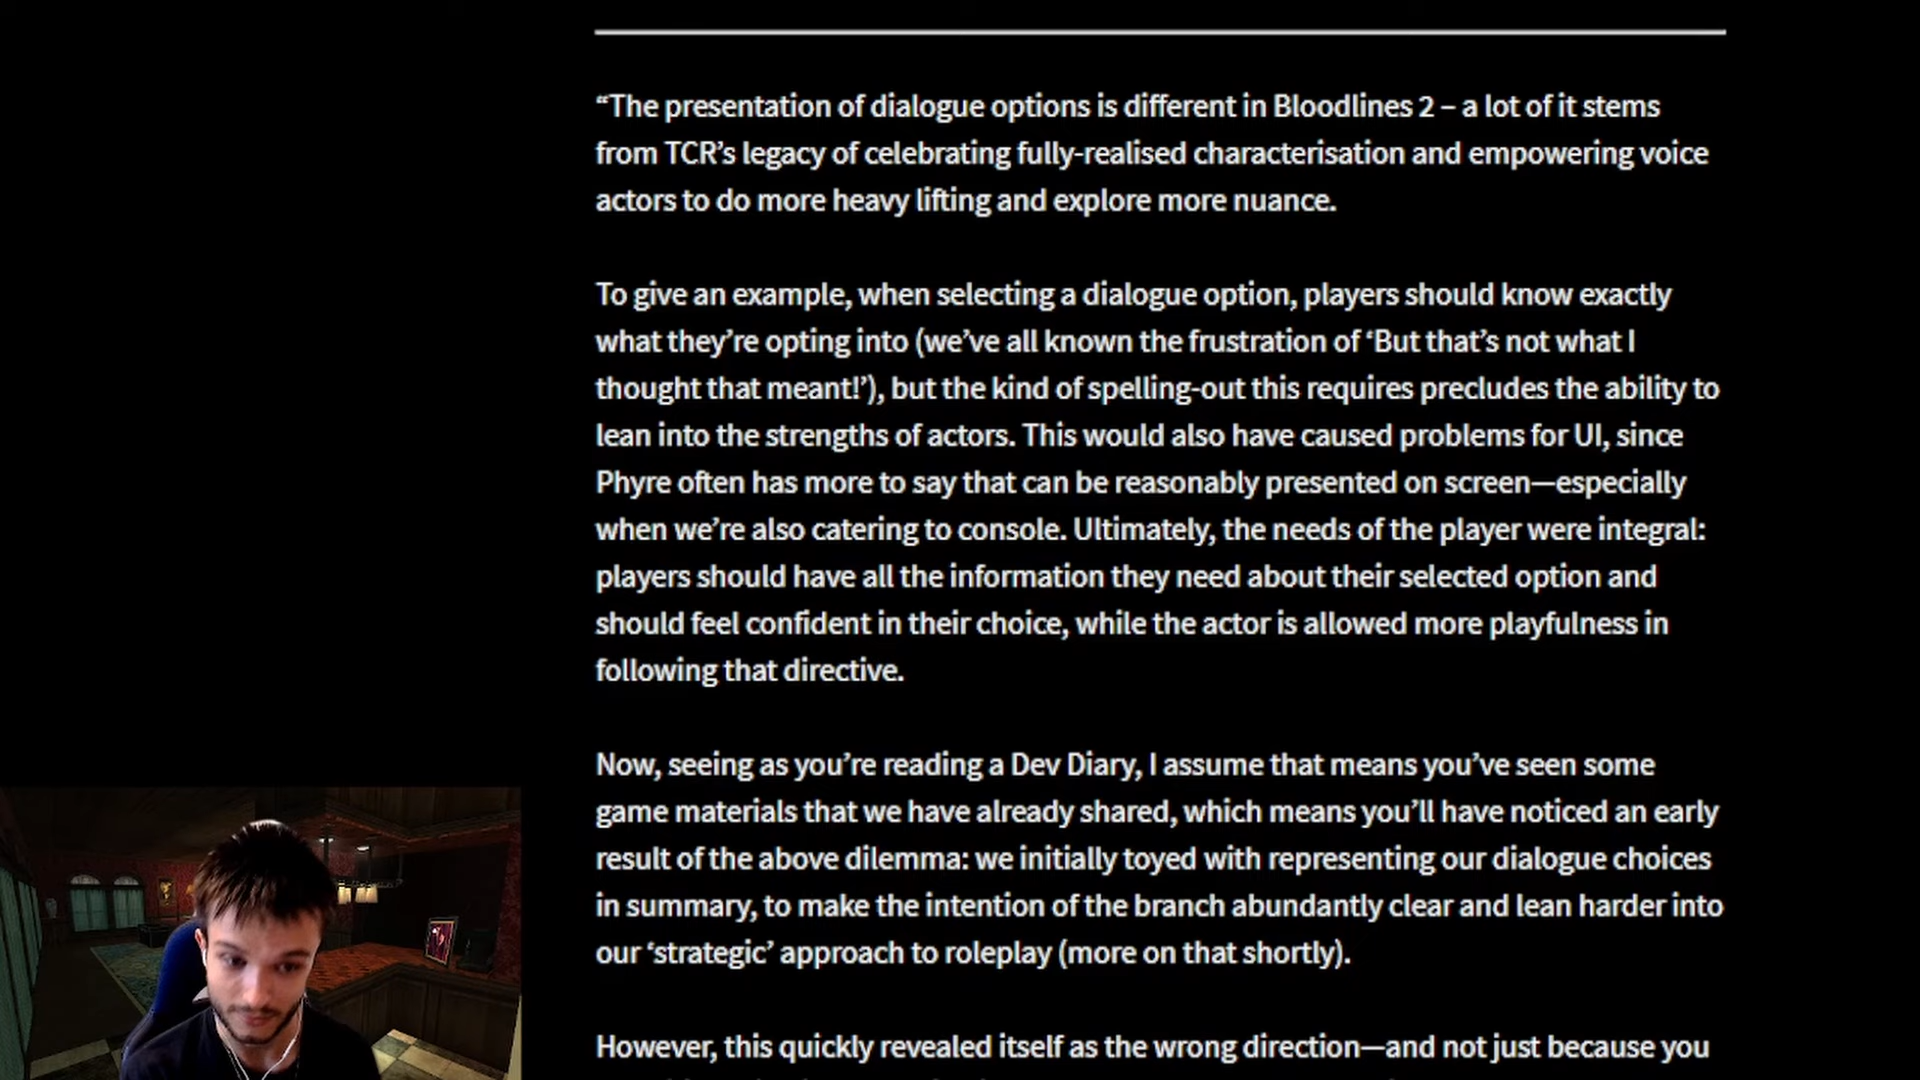 “The presentation of dialogue options is different in Bloodlines 2 – a lot of it stems
from TCR’s legacy of celebrating fully-realised characterisation and empowering voice
actors to do more heavy lifting and explore more nuance.
To give an example, when selecting a dialogue option, players should know exactly
what they’re opting into (we’ve all known the frustration of ‘But that’s not what I
thought that meant!’), but the kind of spelling-out this requires precludes the ability to
lean into the strengths of actors. This would also have caused problems for UI, since
Phyre often has more to say that can be reasonably presented on screen—especially
when we’re also catering to console. Ultimately, the needs of the player were integral:
players should have all the information they need about their selected option and
should feel confident in their choice, while the actor is allowed more playfulness in
following that directive.
Now, seeing as you’re reading a Dev Diary, I assume that means you’ve seen some
game materials that we have already shared, which means you’ll have noticed an early
result of the above dilemma: we initially toyed with representing our dialogue choices
in summary, to make the intention of the branch abundantly clear and lean harder into
our ‘strategic’ approach to roleplay (more on that shortly).
However, this quickly revealed itself as the wrong direction—and not just because you